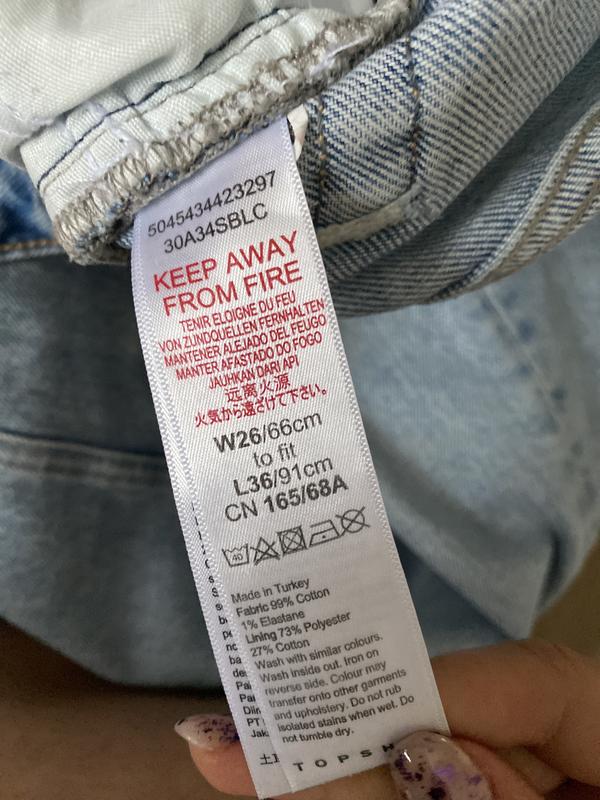 5045434423297
30A34SBLC
KEEP AWAY
FROM FIRE
TENIR ELOIGNE DU FEU
VON ZUNDQUELLEN FERNHALTEN
MANTENER ALEJADO DEL FEUGO
MANTER AFASTADO DO FOGO
JAUHKAN DARI API
远离火源
火気から遠ざけて下さい。
W26/66cm
to fit
L36/91cm
CN 165/68A
40
Made in Turkey
Fabric 99% Cotton
1% Elastane
Lining 73% Polyester
27% Cotton
Wash with similar colours.
Wash inside out. Iron on
reverse side. Colour may
transfer onto other garments
and upholstery. Do not rub
isolated stains when wet. Do
not tumble dry.
TOPSH